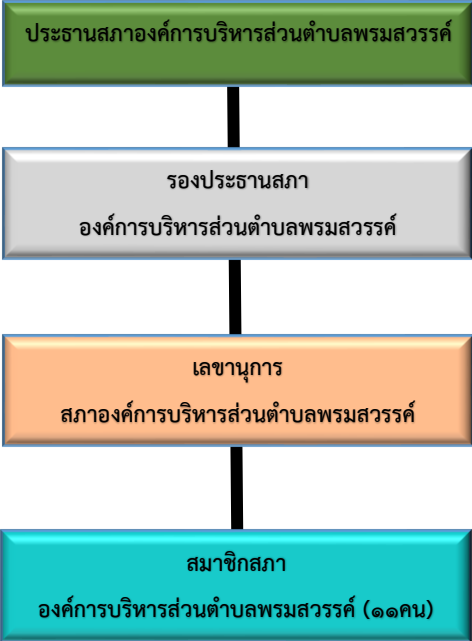 ประธานสภาองค์การบริหารส่วนตำบลพรมสวรรค์
รองประธานสภา
องค์การบริหารส่วนตำบลพรมสวรรค์
เลขานุการ
สภาองค์การบริหารส่วนตำบลพรมสวรรค์
สมาชิกสภา
องค์การบริหารส่วนตำบลพรมสวรรค์ (๑๑คน)